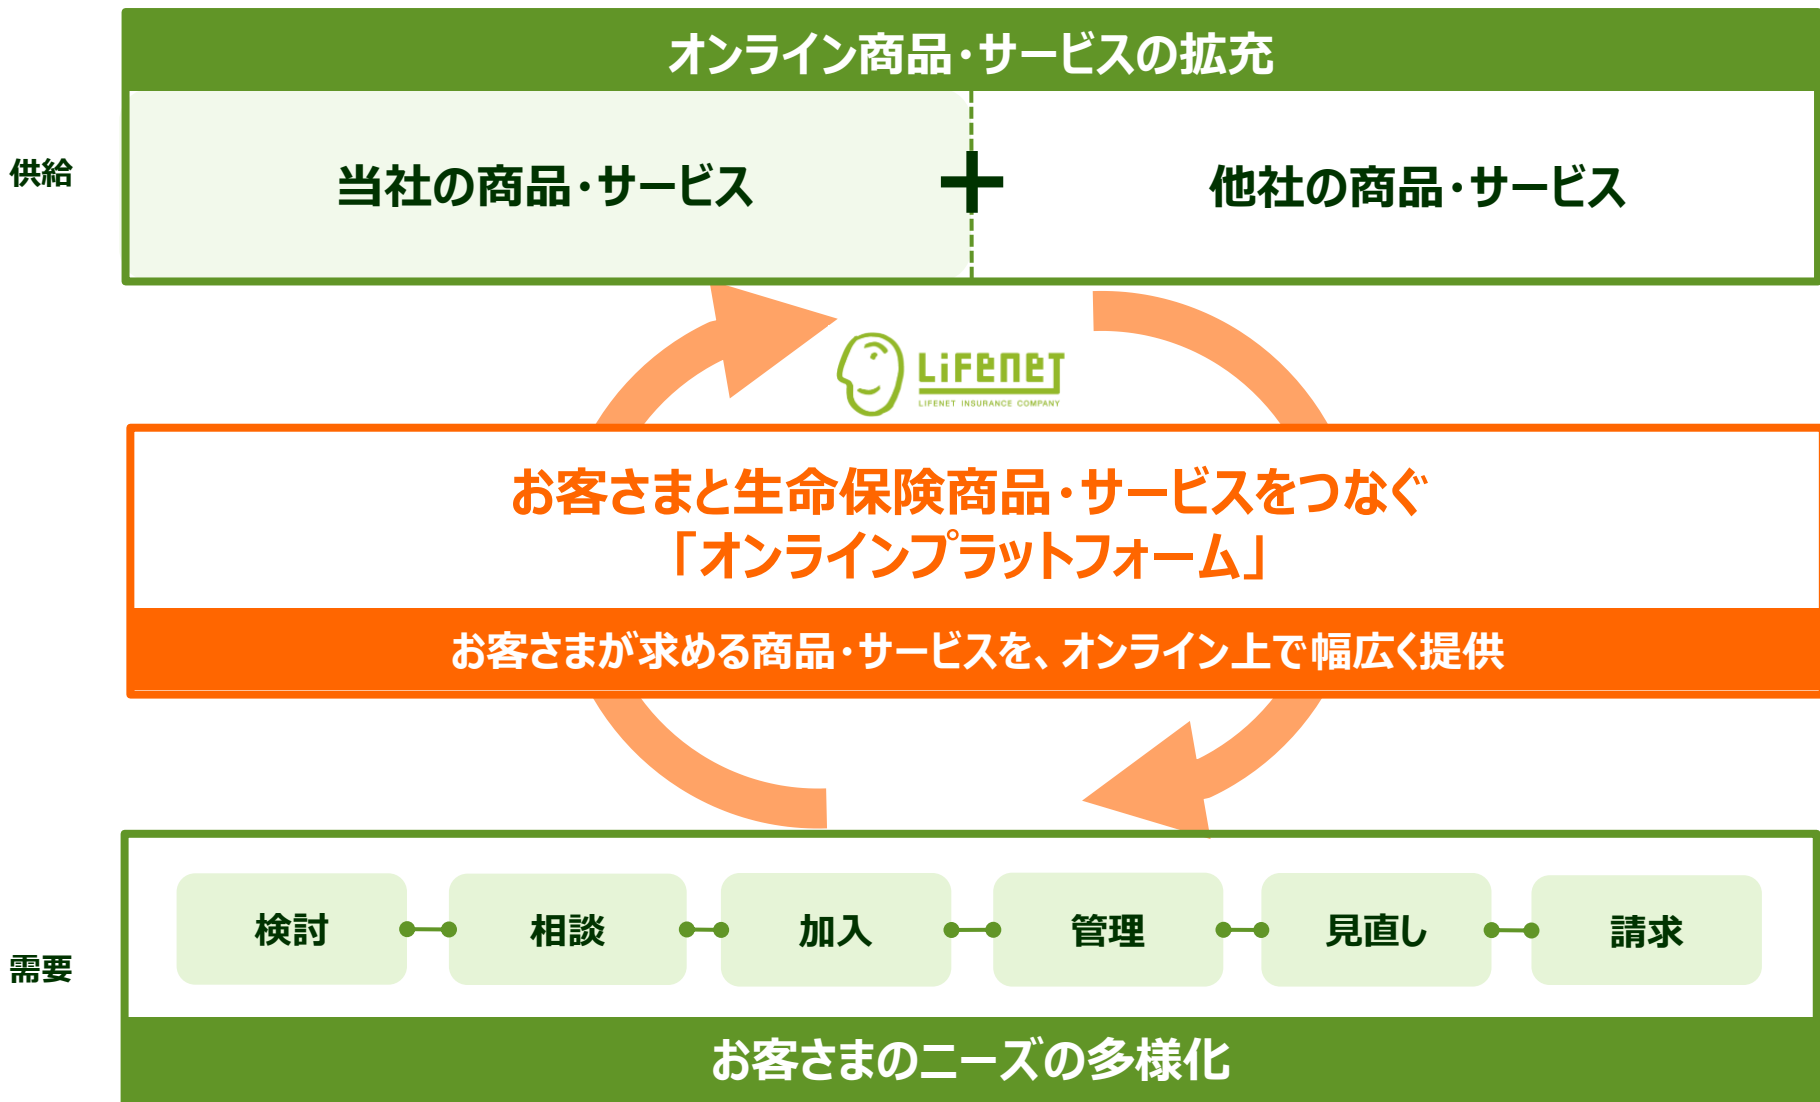 オンライン商品・サービスの拡充
供給
当社の商品・サービス
+
他社の商品・サービス
LIFENET
LIFENET INSURANCE COMPANY
お客さまと生命保険商品・サービスをつなぐ
「オンラインプラットフォーム」
お客さまが求める商品・サービスを、オンライン上で幅広く提供
需要
検討
相談
加入
管理
見直し
請求
お客さまのニーズの多様化